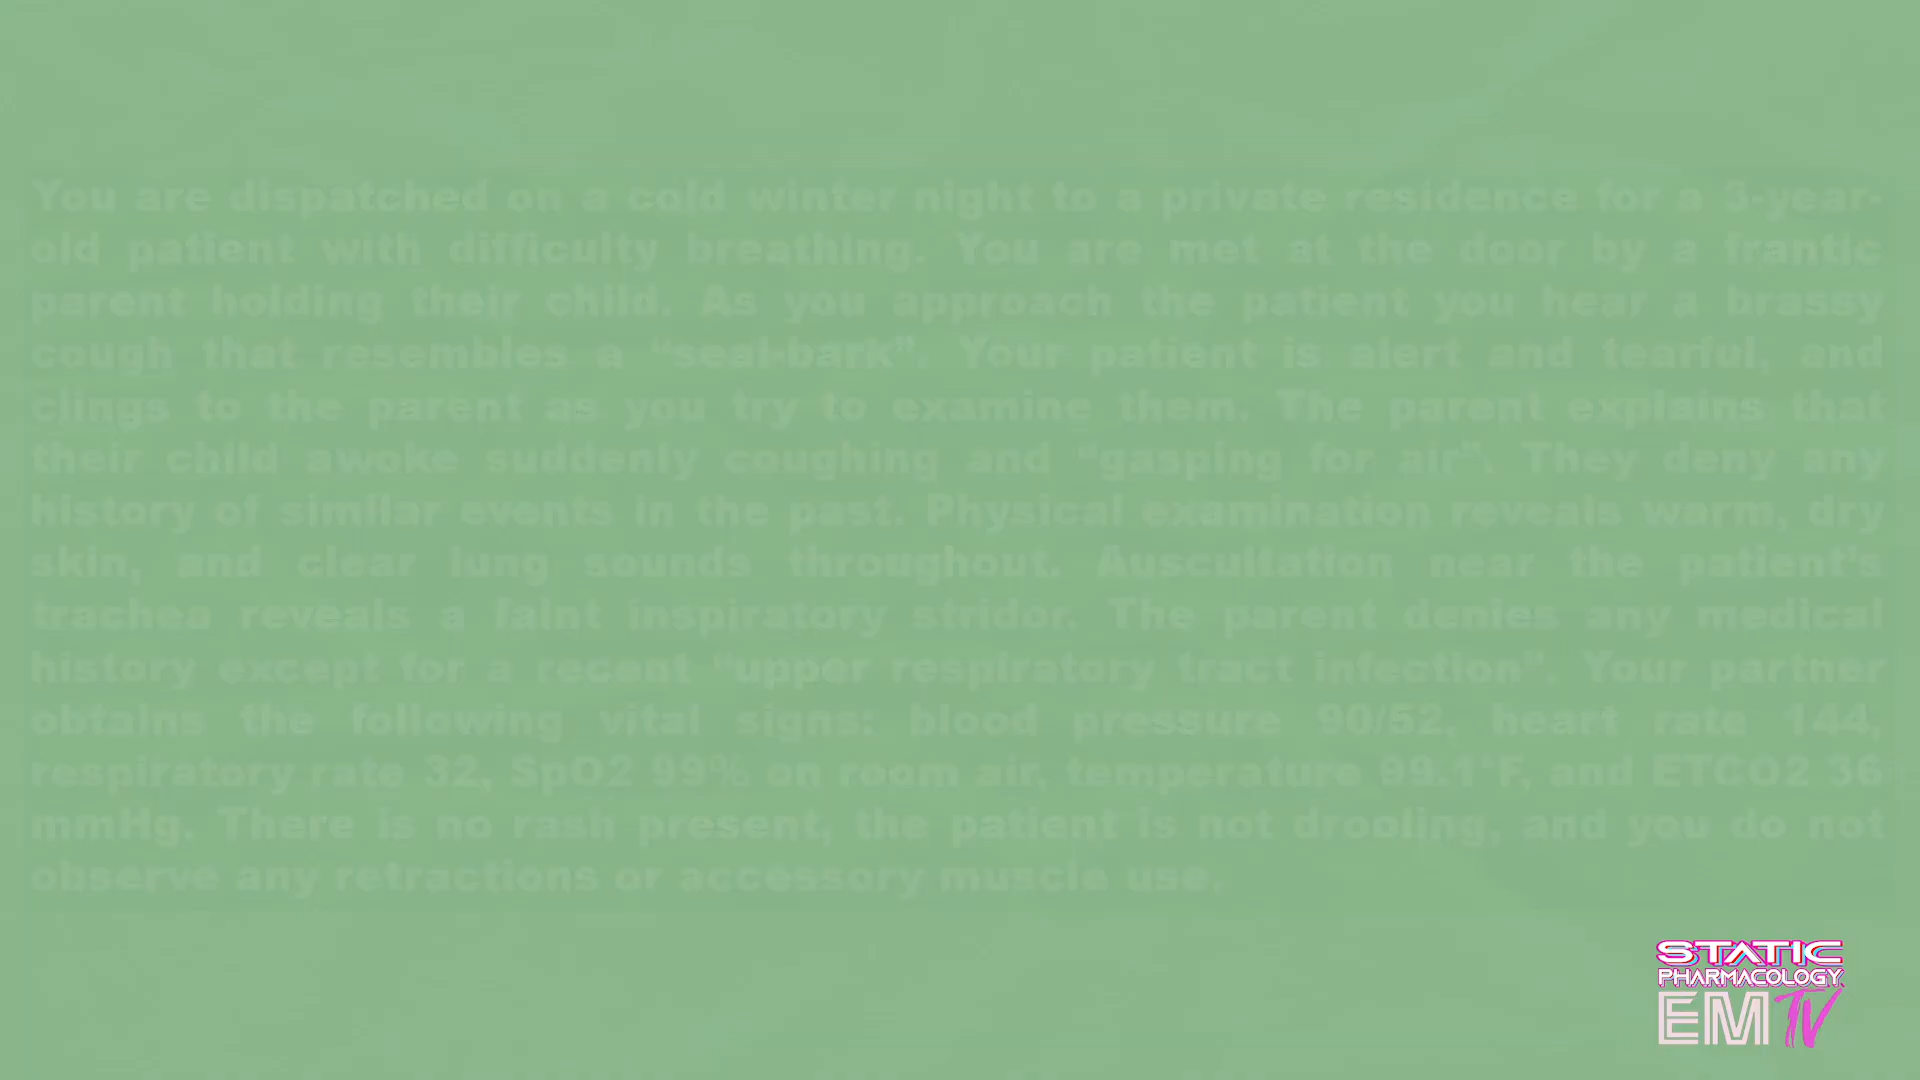 You are dispatched on a cold winter night to a private residence for a 3-year-
old patient with difficulty breathing. You are met at the door by a frantic
parent holding their child. As you approach the patient you hear a brassy
cough that resembles a “seal-bark”. Your patient is alert and tearful, and
clings to the parent as you try to examine them. The parent explains that
their child awoke suddenly coughing and “gasping for air”. They deny any
history of similar events in the past. Physical examination reveals warm, dry
skin, and clear lung sounds throughout. Auscultation near the patient’s
trachea reveals a faint inspiratory stridor. The parent denies any medical
history except for a recent “upper respiratory tract infection”. Your partner
obtains the following vital signs: blood pressure 90/52, heart rate 144,
respiratory rate 32, SpO2 99% on room air, temperature 99.1°F, and ETCO2 36
mmHg. There is no rash present, the patient is not drooling, and you do not
observe any retractions or accessory muscle use.
STATIC
PHARMACOLOGY
EM TV